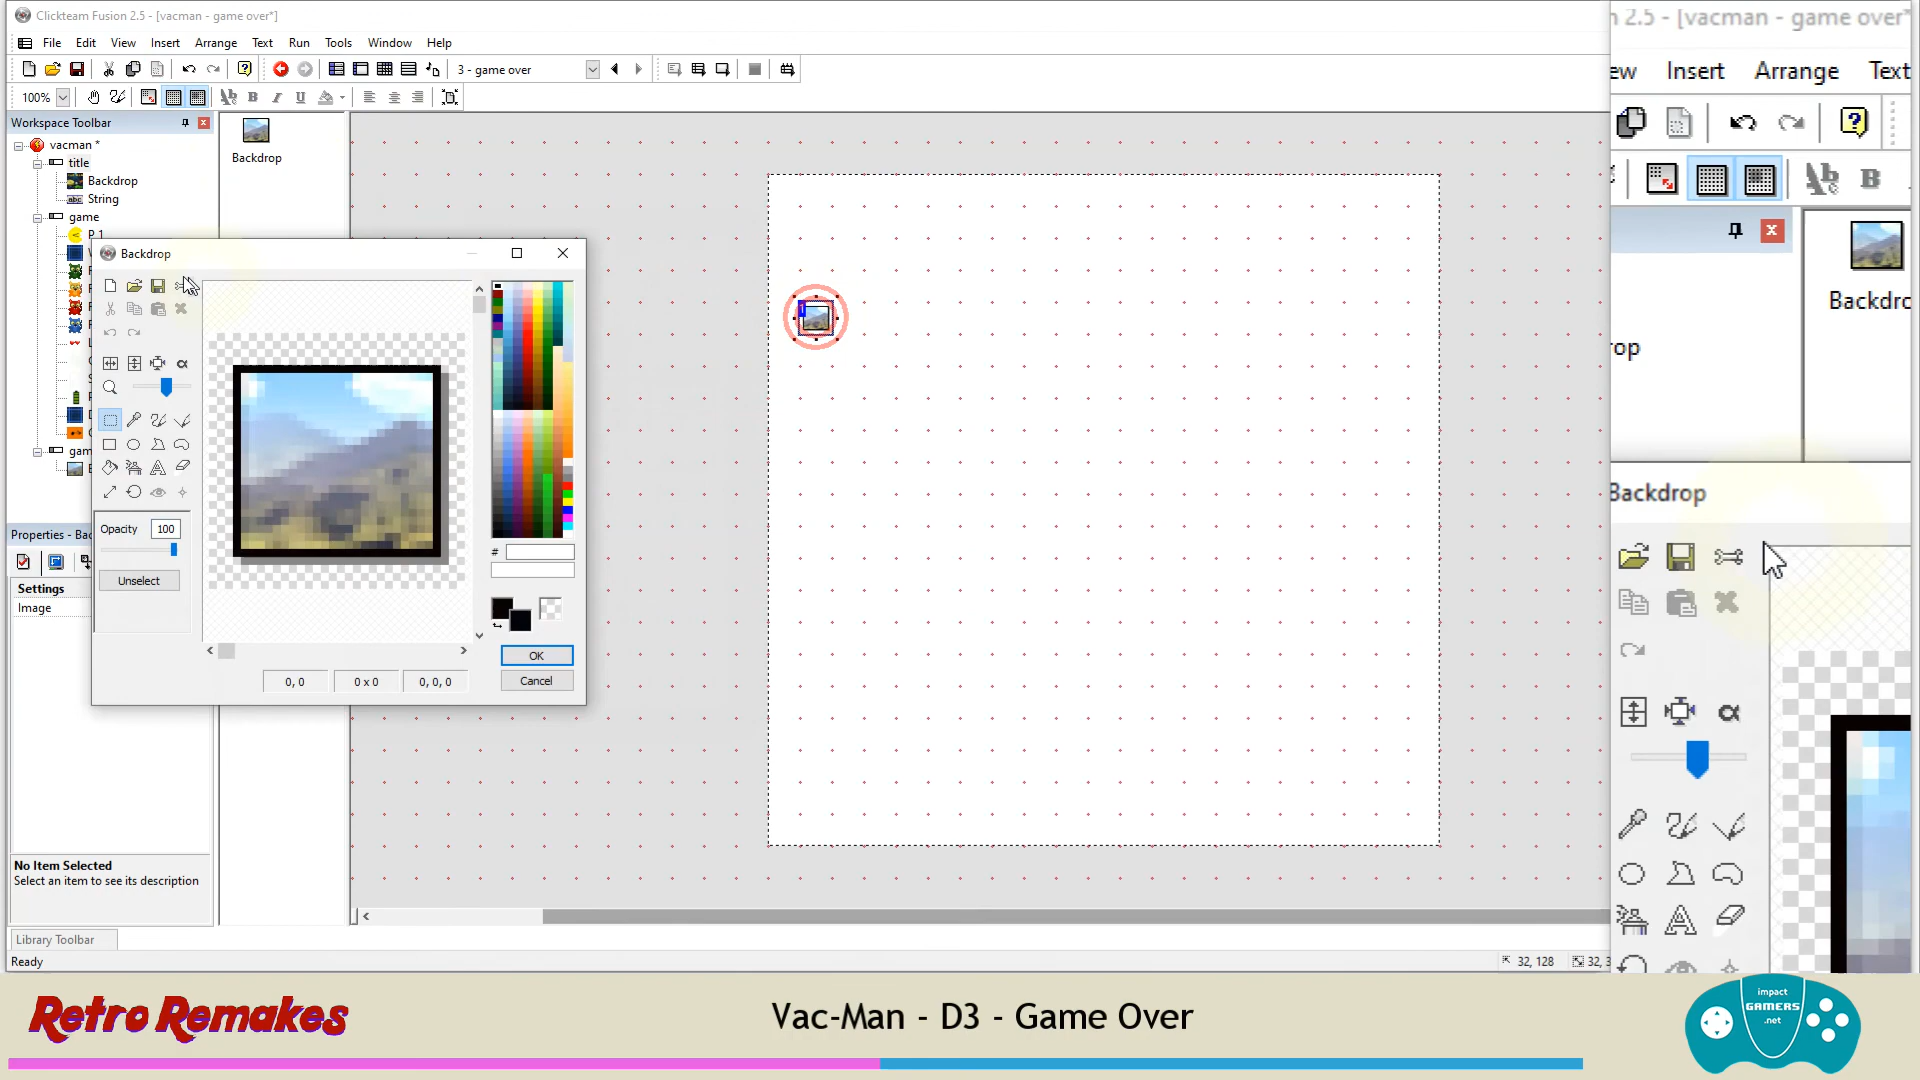 Clickteam Fusion 2.5 - [vacman - game over*]
File Edit View Insert Arrange Text Run Tools Window Help
3 - game over
100%
Workspace Toolbar
vacman *
title
Backdrop
String
game
P 1
Backdrop
Backdrop
Opacity 100
Unselect
#
OK
Cancel
0, 0
0 x 0
0, 0, 0
Properties - Bac
Settings
Image
No Item Selected
Select an item to see its description
Library Toolbar
Ready
32, 128
2.5 - [vacman - game over*
Insert Arrange Text
Backdrop
Retro Remakes
Vac-Man - D3 - Game Over
impact
GAMERS
.net